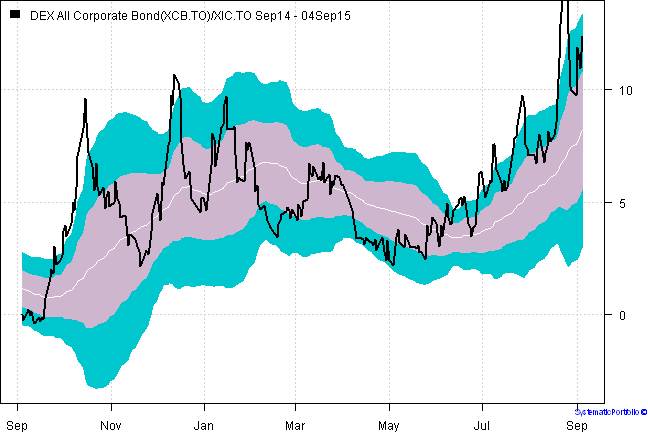 DEX All Corporate Bond(XCB.TO)/XIC.TO Sep14 - 04Sep15
10
5
0
Sep Nov Jan Mar May Jul Sep
SystematicPortfolio ©